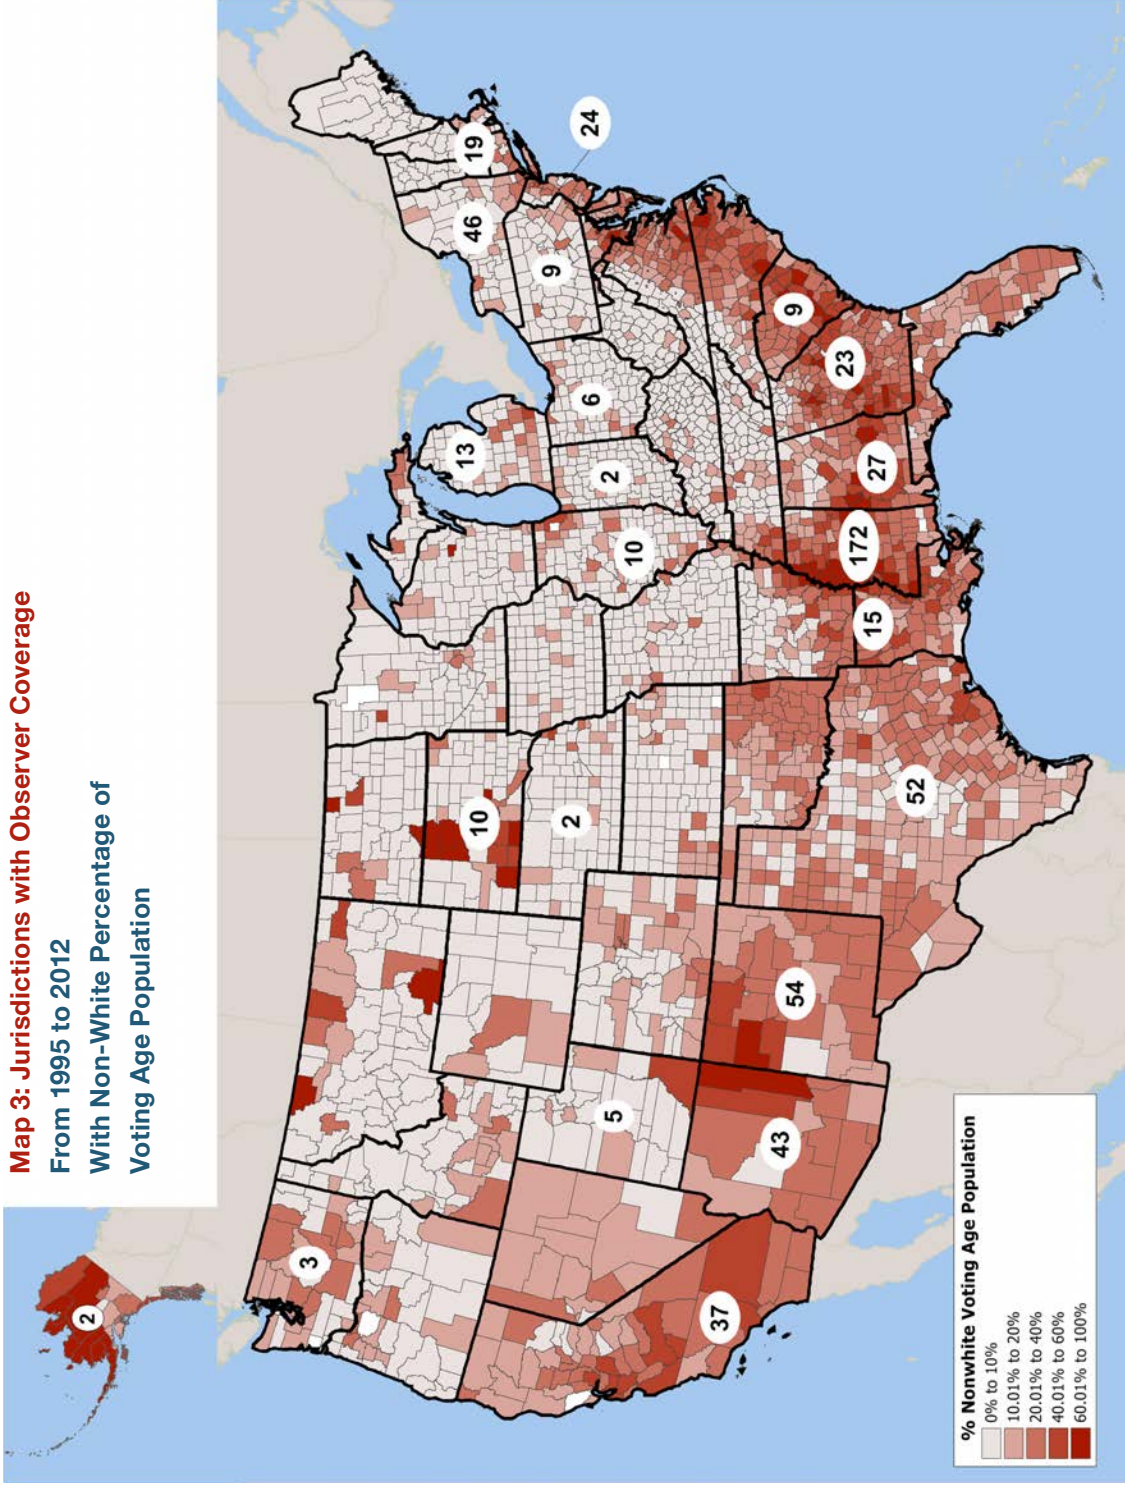 Map 3: Jurisdictions with Observer Coverage
From 1995 to 2012
With Non-White Percentage of
Voting Age Population
2
3
37
5
43
54
10
2
52
10
15
172
27
13
2
6
23
9
9
46
19
24
% Nonwhite Voting Age Population
0% to 10%
10.01% to 20%
20.01% to 40%
40.01% to 60%
60.01% to 100%